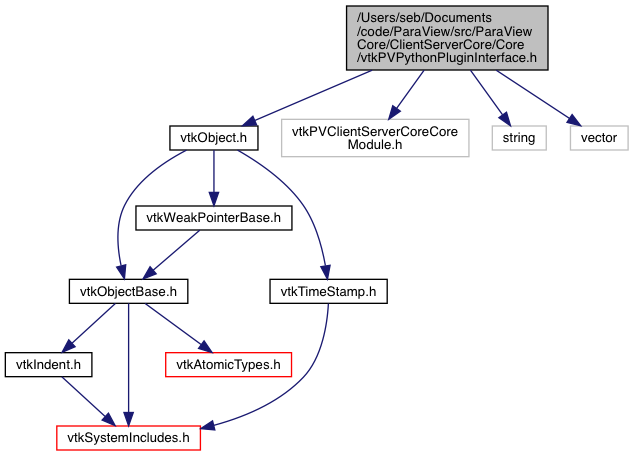 /Users/seb/Documents
/code/ParaView/src/ParaView
Core/ClientServerCore/Core
/vtkPVPythonPluginInterface.h
vtkObject.h
vtkPVClientServerCoreCore
Module.h
string
vector
vtkWeakPointerBase.h
vtkObjectBase.h
vtkTimeStamp.h
vtkIndent.h
vtkAtomicTypes.h
vtkSystemIncludes.h